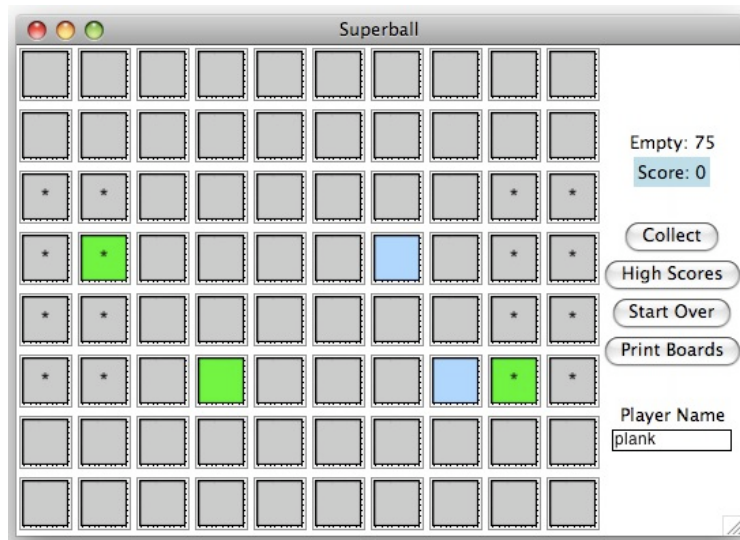 Superball
Empty: 75
Score: 0
* * * *
* * * *
* * * *
* * * *
Collect
High Scores
Start Over
Print Boards
Player Name
plank